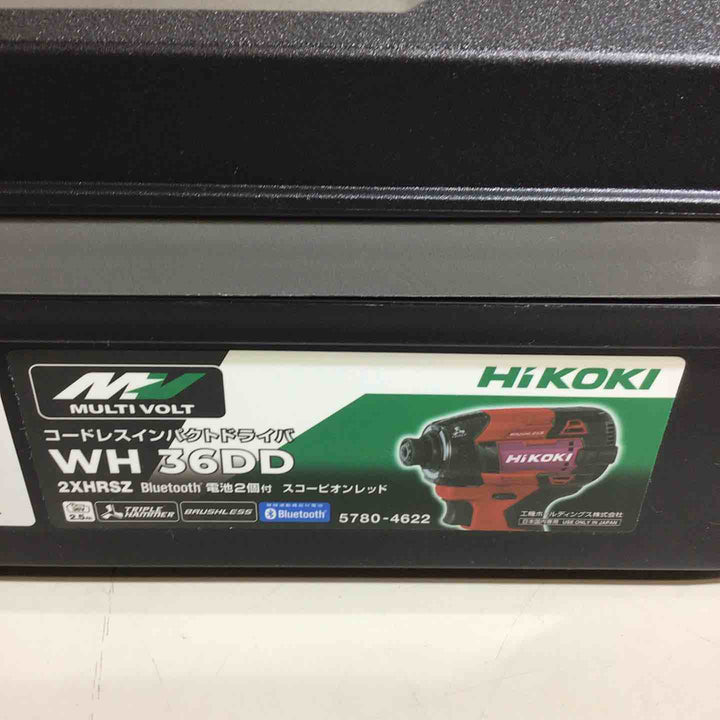 MV
MULTI VOLT
HiKOKI
コードレスインパクトドライバ
WH 36DD
2XHRSZ Bluetooth 電池2個付 スコーピオンレッド
BRUSHLESS
HiKOKI
2.5
TRIPLE HAMMER
BRUSHLESS
Bluetooth
5780-4622
工機ホールディングス株式会社
日本国内専用 USE ONLY IN JAPAN